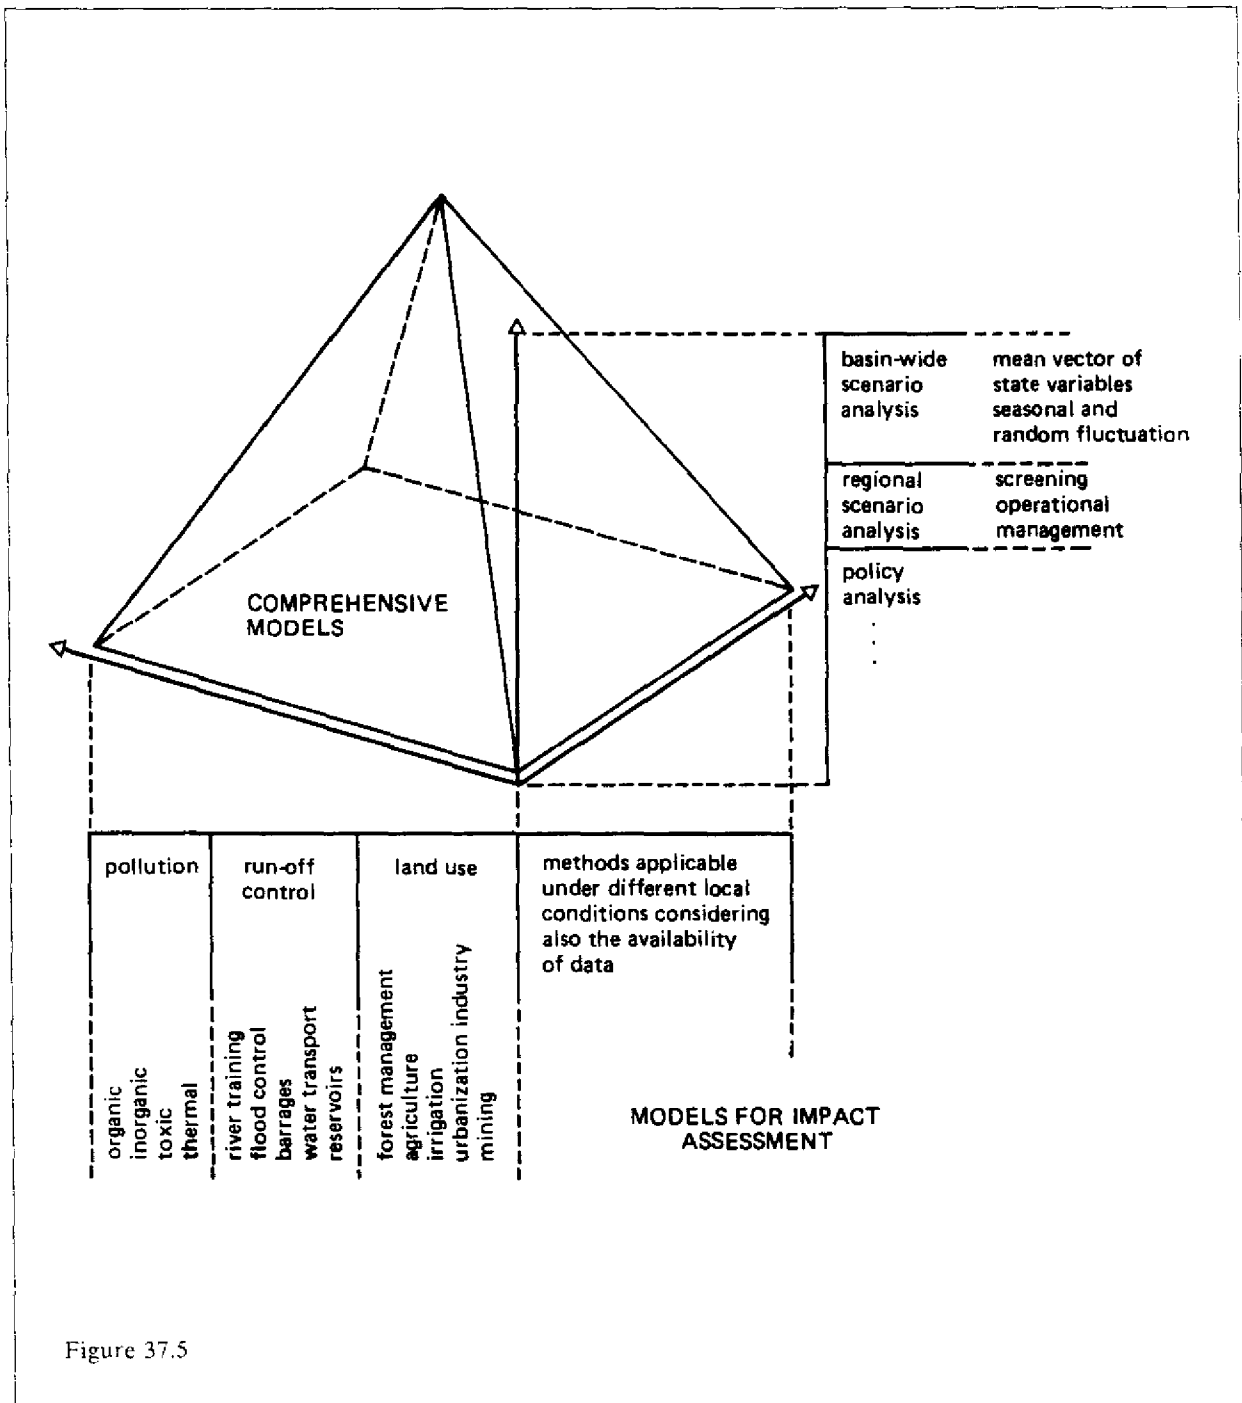 basin-wide
scenario
analysis
mean vector of
state variables
seasonal and
random fluctuation
regional
scenario
analysis
screening
operational
management
policy
analysis
COMPREHENSIVE
MODELS
pollution
organic
inorganic
toxic
thermal
run-off
control
river training
flood control
barrages
water transport
reservoirs
land use
forest management
agriculture
irrigation
urbanization industry
mining
methods applicable
under different local
conditions considering
also the availability
of data
MODELS FOR IMPACT
ASSESSMENT
Figure 37.5